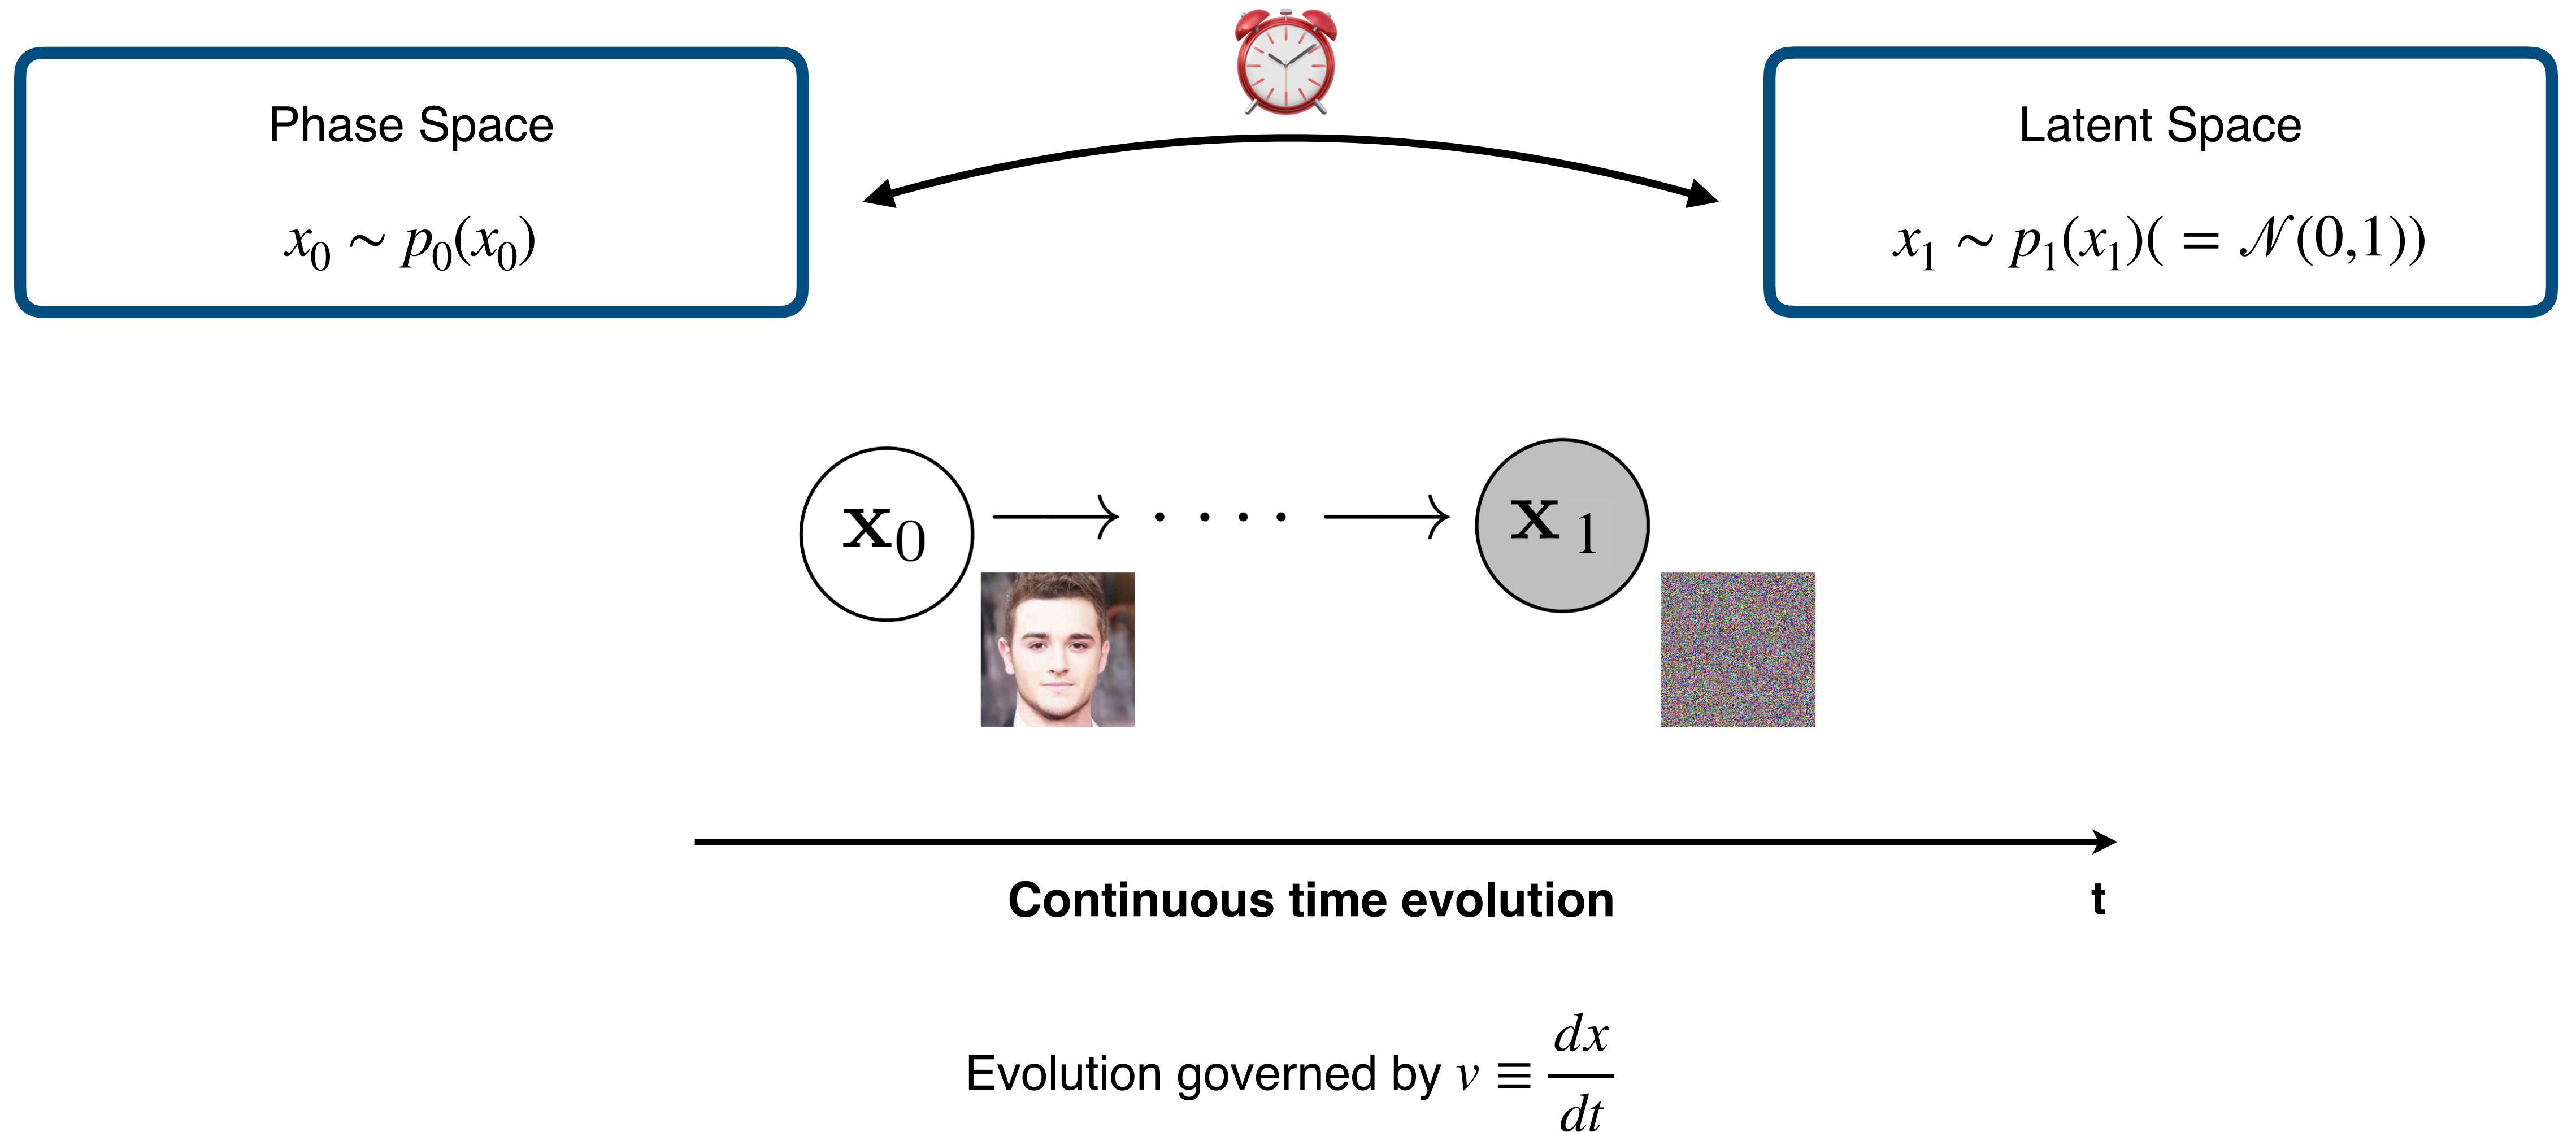 Phase Space
x₀ ∼ p₀(x₀)
Latent Space
x₁ ∼ p₁(x₁)( = 𝒩(0,1))
x₀ → · · · · → x₁
Continuous time evolution
t
Evolution governed by v ≡ dx/dt